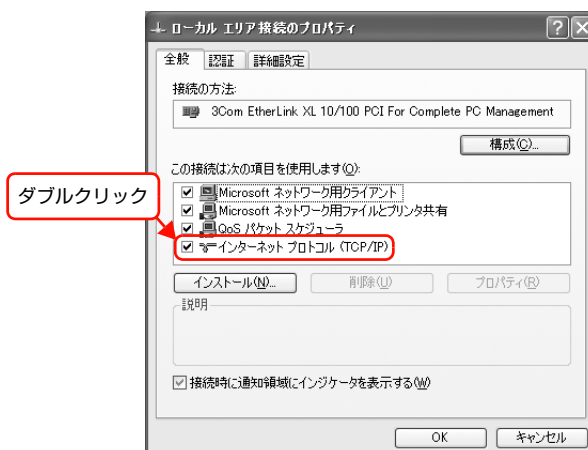 ローカル エリア接続のプロパティ
全般 認証 詳細設定
接続の方法:
3Com EtherLink XL 10/100 PCI For Complete PC Management
構成(C)...
この接続は次の項目を使用します(O):
ダブルクリック
Microsoft ネットワーク用クライアント
Microsoft ネットワーク用ファイルとプリンタ共有
QoS パケット スケジューラ
インターネット プロトコル (TCP/IP)
インストール(N)... 削除(U) プロパティ(R)
説明
接続時に通知領域にインジケータを表示する(W)
OK キャンセル